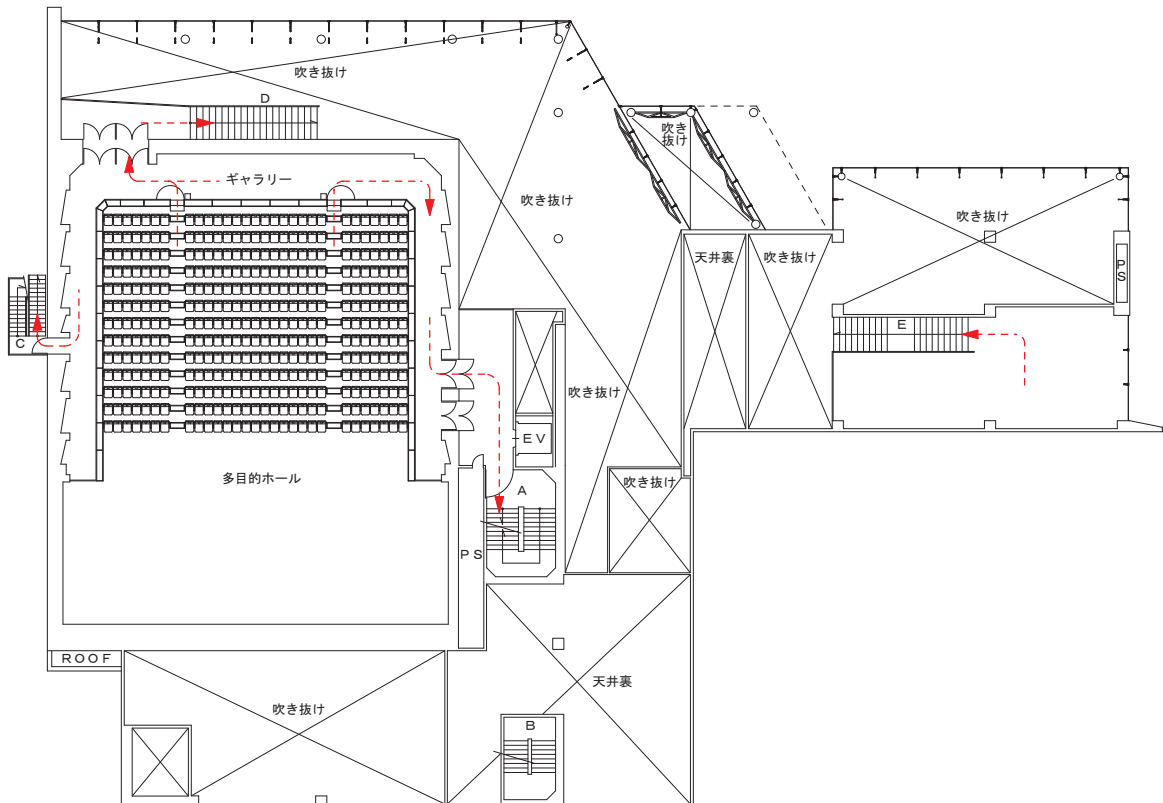 吹き抜け
D
吹き
抜け
ギャラリー
吹き抜け
吹き抜け
天井裏
吹き抜け
PS
C
E
吹き抜け
EV
多目的ホール
A
吹き抜け
PS
ROOF
天井裏
吹き抜け
B